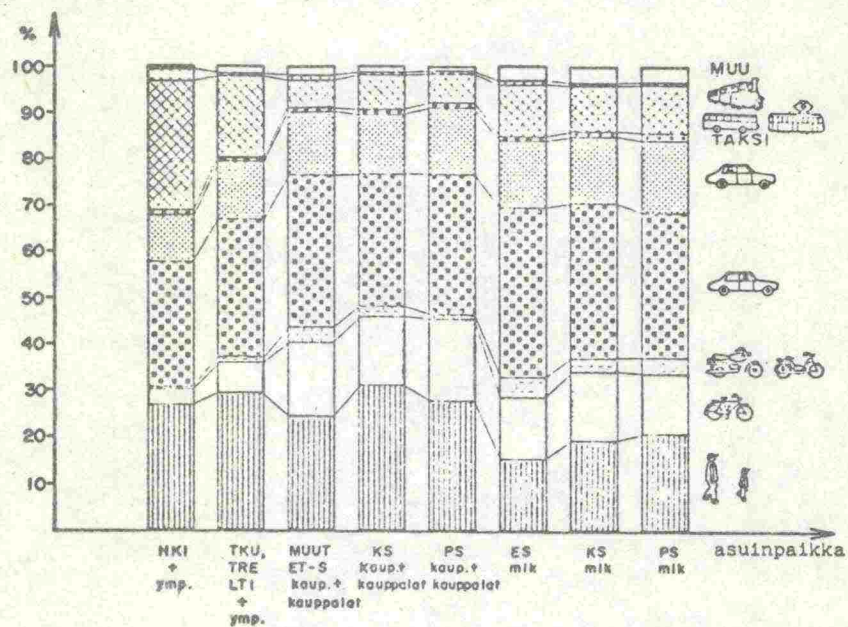 %
100
90
80
70
60
50
40
30
20
10
MUU
TAKSI
HKI
+
ymp.
TKU,
TRE
LTI
+
ymp.
MUUT
ET-S
kaup.+
kauppalat
KS
kaup.+
kauppalat
PS
kaup.+
kauppalat
ES
mlk
KS
mlk
PS
mlk
asuinpaikka